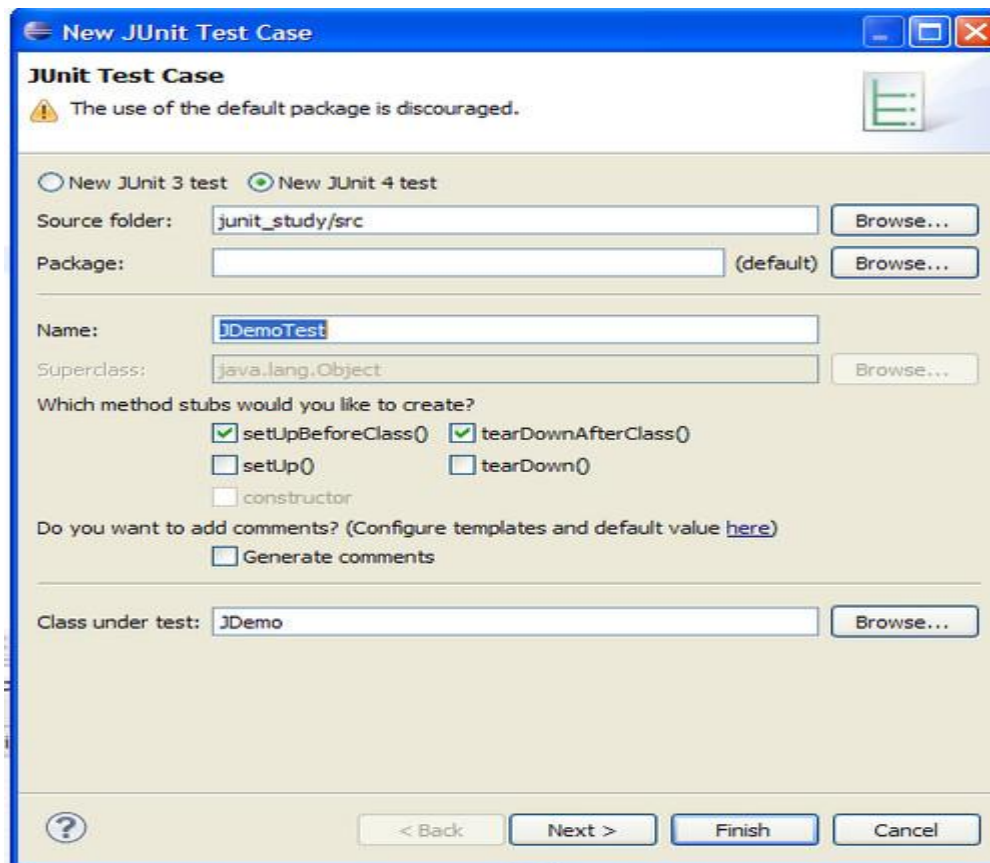 New JUnit Test Case
JUnit Test Case
The use of the default package is discouraged.
New JUnit 3 test New JUnit 4 test
Source folder: junit_study/src Browse...
Package: (default) Browse...
Name: JDemoTest
Superclass: java.lang.Object Browse...
Which method stubs would you like to create?
setUpBeforeClass() tearDownAfterClass()
setUp() tearDown()
constructor
Do you want to add comments? (Configure templates and default value here)
Generate comments
Class under test: JDemo Browse...
? < Back Next > Finish Cancel